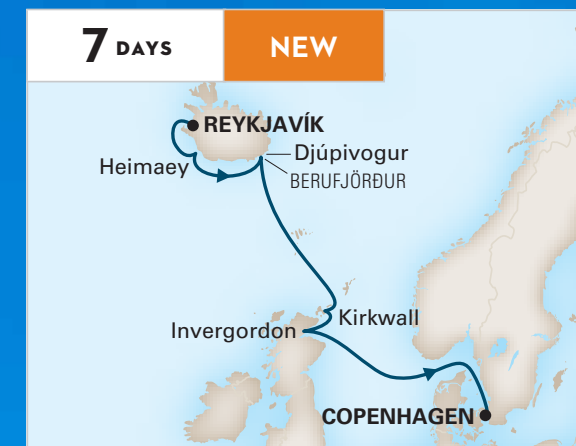 7 DAYS
NEW
REYKJAVÍK
Heimaey
Djúpivogur
BERUFJÖRÐUR
Kirkwall
Invergordon
COPENHAGEN